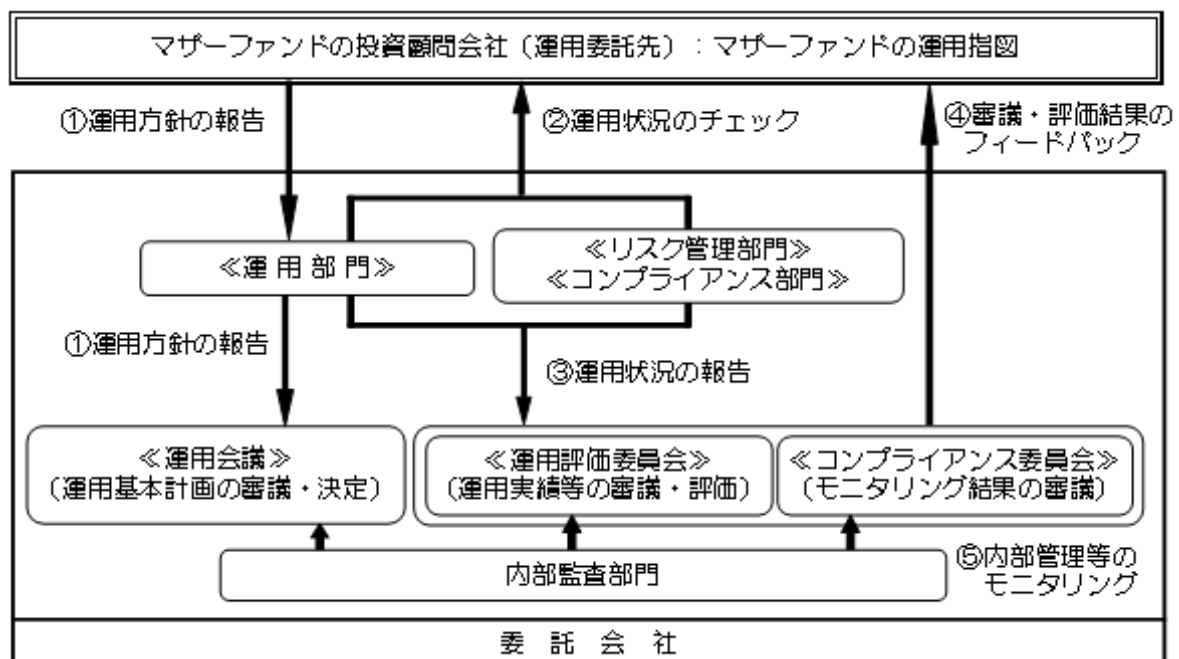 マザーファンドの投資顧問会社(運用委託先):マザーファンドの運用指図
①運用方針の報告
②運用状況のチェック
④審議・評価結果の
フィードバック
≪運 用 部 門≫
≪リスク管理部門≫
≪コンプライアンス部門≫
①運用方針の報告
③運用状況の報告
≪運用会議≫
(運用基本計画の審議・決定)
≪運用評価委員会≫
(運用実績等の審議・評価)
≪コンプライアンス委員会≫
(モニタリング結果の審議)
内部監査部門
⑤内部管理等の
モニタリング
委 託 会 社